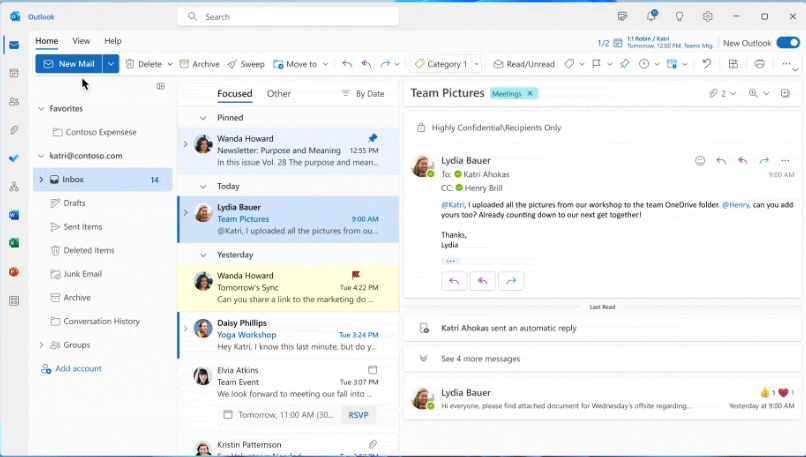 Outlook
Search
Home View Help
1/2 1:1 Robin / Katri
Tomorrow, 12:00 PM, Teams Mtg.
New Outlook
New Mail Delete Archive Sweep Move to Category 1 Read/Unread
Favorites
Contoso Expensese
katri@contoso.com
Inbox 14
Drafts
Sent Items
Deleted Items
Junk Email
Archive
Conversation History
Groups
Add account
Focused Other By Date
Pinned
Wanda Howard
Newsletter: Purpose and Meaning 12:55 PM
In this issue Vol. 28 The purpose and mean...
Today
Lydia Bauer
Team Pictures 9:00 AM
@Katri, I uploaded all the pictures from ou...
Yesterday
Wanda Howard
Tomorrow's Sync Tue 4:22 PM
Can you share a link to the marketing do ...
Daisy Phillips
Yoga Workshop Tue 3:24 PM
Hey Katri, I know this last minute, but do y...
Elvia Atkins
Team Event Tue 3:07 PM
We look forward to meeting our fall into ...
Tomorrow, 11:00 AM (30... RSVP
Kristin Patternson
Team Pictures Meetings 2
Highly Confidential\Recipients Only
Lydia Bauer
To: Katri Ahokas
9:00 AM
CC: Henry Brill
@Katri, I uploaded all the pictures from our workshop to the team OneDrive folder. @Henry, can you add
yours too? Already counting down to our next get together!
Thanks,
Lydia
Last Read
Katri Ahokas sent an automatic reply
See 4 more messages
Lydia Bauer 1 1
Hi everyone, please find attached document for Wednesday's offsite regarding... Yesterday at 9:00 AM